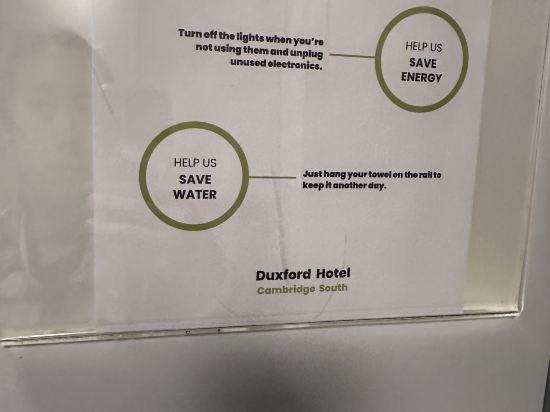 Turn off the lights when you're
not using them and unplug
unused electronics.
HELP US
SAVE
ENERGY
HELP US
SAVE
WATER
Just hang your towel on the rail to
keep it another day.
Duxford Hotel
Cambridge South